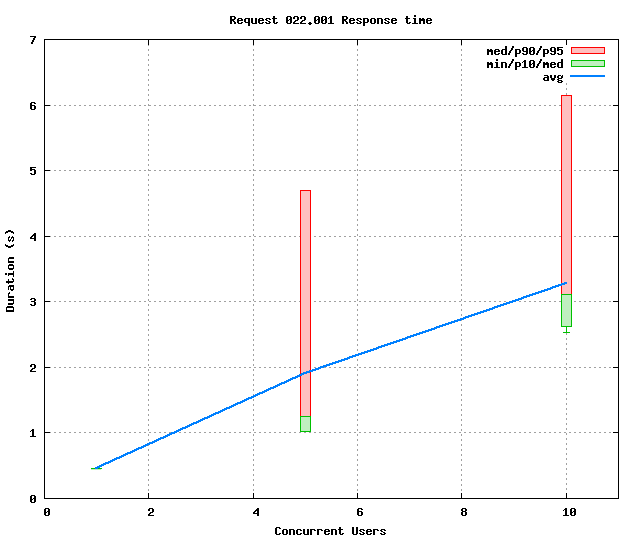 Request 022.001 Response time
med/p90/p95
min/p10/med
avg
7
6
5
4
3
2
1
0
Duration (s)
0 2 4 6 8 10
Concurrent Users